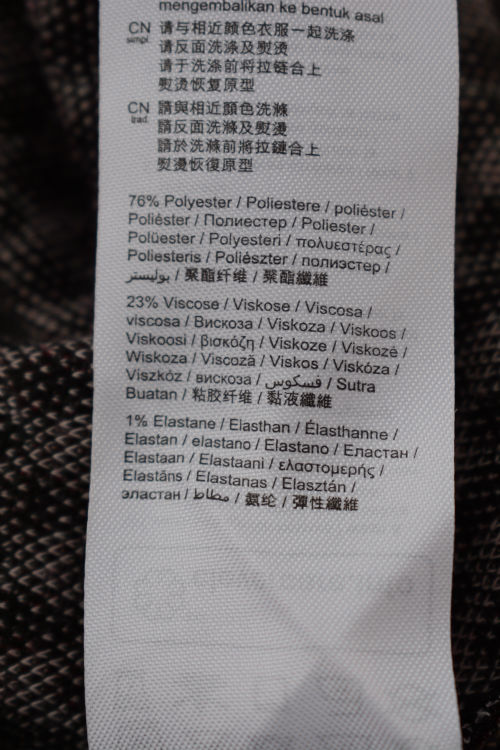 mengembalikan ke bentuk asal
CN 请与相近颜色衣服一起洗涤
simpl. 请反面洗涤及熨烫
请于洗涤前将拉链合上
熨烫恢复原型
CN 請與相近顏色洗滌
trad. 請反面洗滌及熨燙
請於洗滌前將拉鏈合上
熨燙恢復原型
76% Polyester / Poliestere / poliéster /
Poliéster / Полиестер / Poliester /
Polüester / Polyesteri / πολυεστέρας /
Poliesteris / Poliészter / полиэстер /
بوليستر / 聚酯纤维 / 聚酯纖維
23% Viscose / Viskose / Viscosa /
viscosa / Вискоза / Viskoza / Viskoos /
Viskoosi / βισκόζη / Viskoze / Viskozė /
Wiskoza / Viscoză / Viskos / Viskóza /
Viszkóz / вискоза / فسكوس / Sutra
Buatan / 粘胶纤维 / 黏液纖維
1% Elastane / Elasthan / Élasthanne /
Elastan / elastano / Elastano / Еластан /
Elastaan / Elastaani / ελαστομερής /
Elastāns / Elastanas / Elasztán /
эластан / مطاط / 氨纶 / 彈性纖維